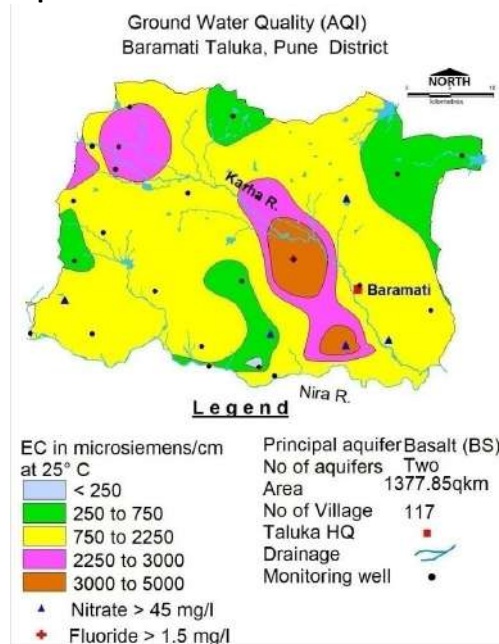 Ground Water Quality (AQI)
Baramati Taluka, Pune District
NORTH
kilometres
Karha R.
Baramati
Nira R.
Legend
EC in microsiemens/cm
at 25° C
< 250
250 to 750
750 to 2250
2250 to 3000
3000 to 5000
Nitrate > 45 mg/l
Fluoride > 1.5 mg/l
Principal aquifer Basalt (BS)
No of aquifers Two
Area 1377.85qkm
No of Village 117
Taluka HQ
Drainage
Monitoring well